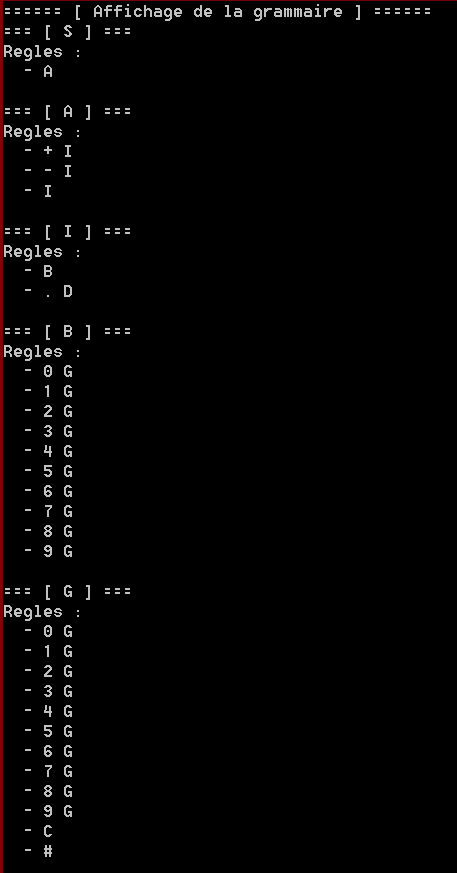 ====== [ Affichage de la grammaire ] ======
=== [ S ] ===
Regles :
  - A
=== [ A ] ===
Regles :
  - + I
  - - I
  - I
=== [ I ] ===
Regles :
  - B
  - . D
=== [ B ] ===
Regles :
  - 0 G
  - 1 G
  - 2 G
  - 3 G
  - 4 G
  - 5 G
  - 6 G
  - 7 G
  - 8 G
  - 9 G
=== [ G ] ===
Regles :
  - 0 G
  - 1 G
  - 2 G
  - 3 G
  - 4 G
  - 5 G
  - 6 G
  - 7 G
  - 8 G
  - 9 G
  - C
  - #